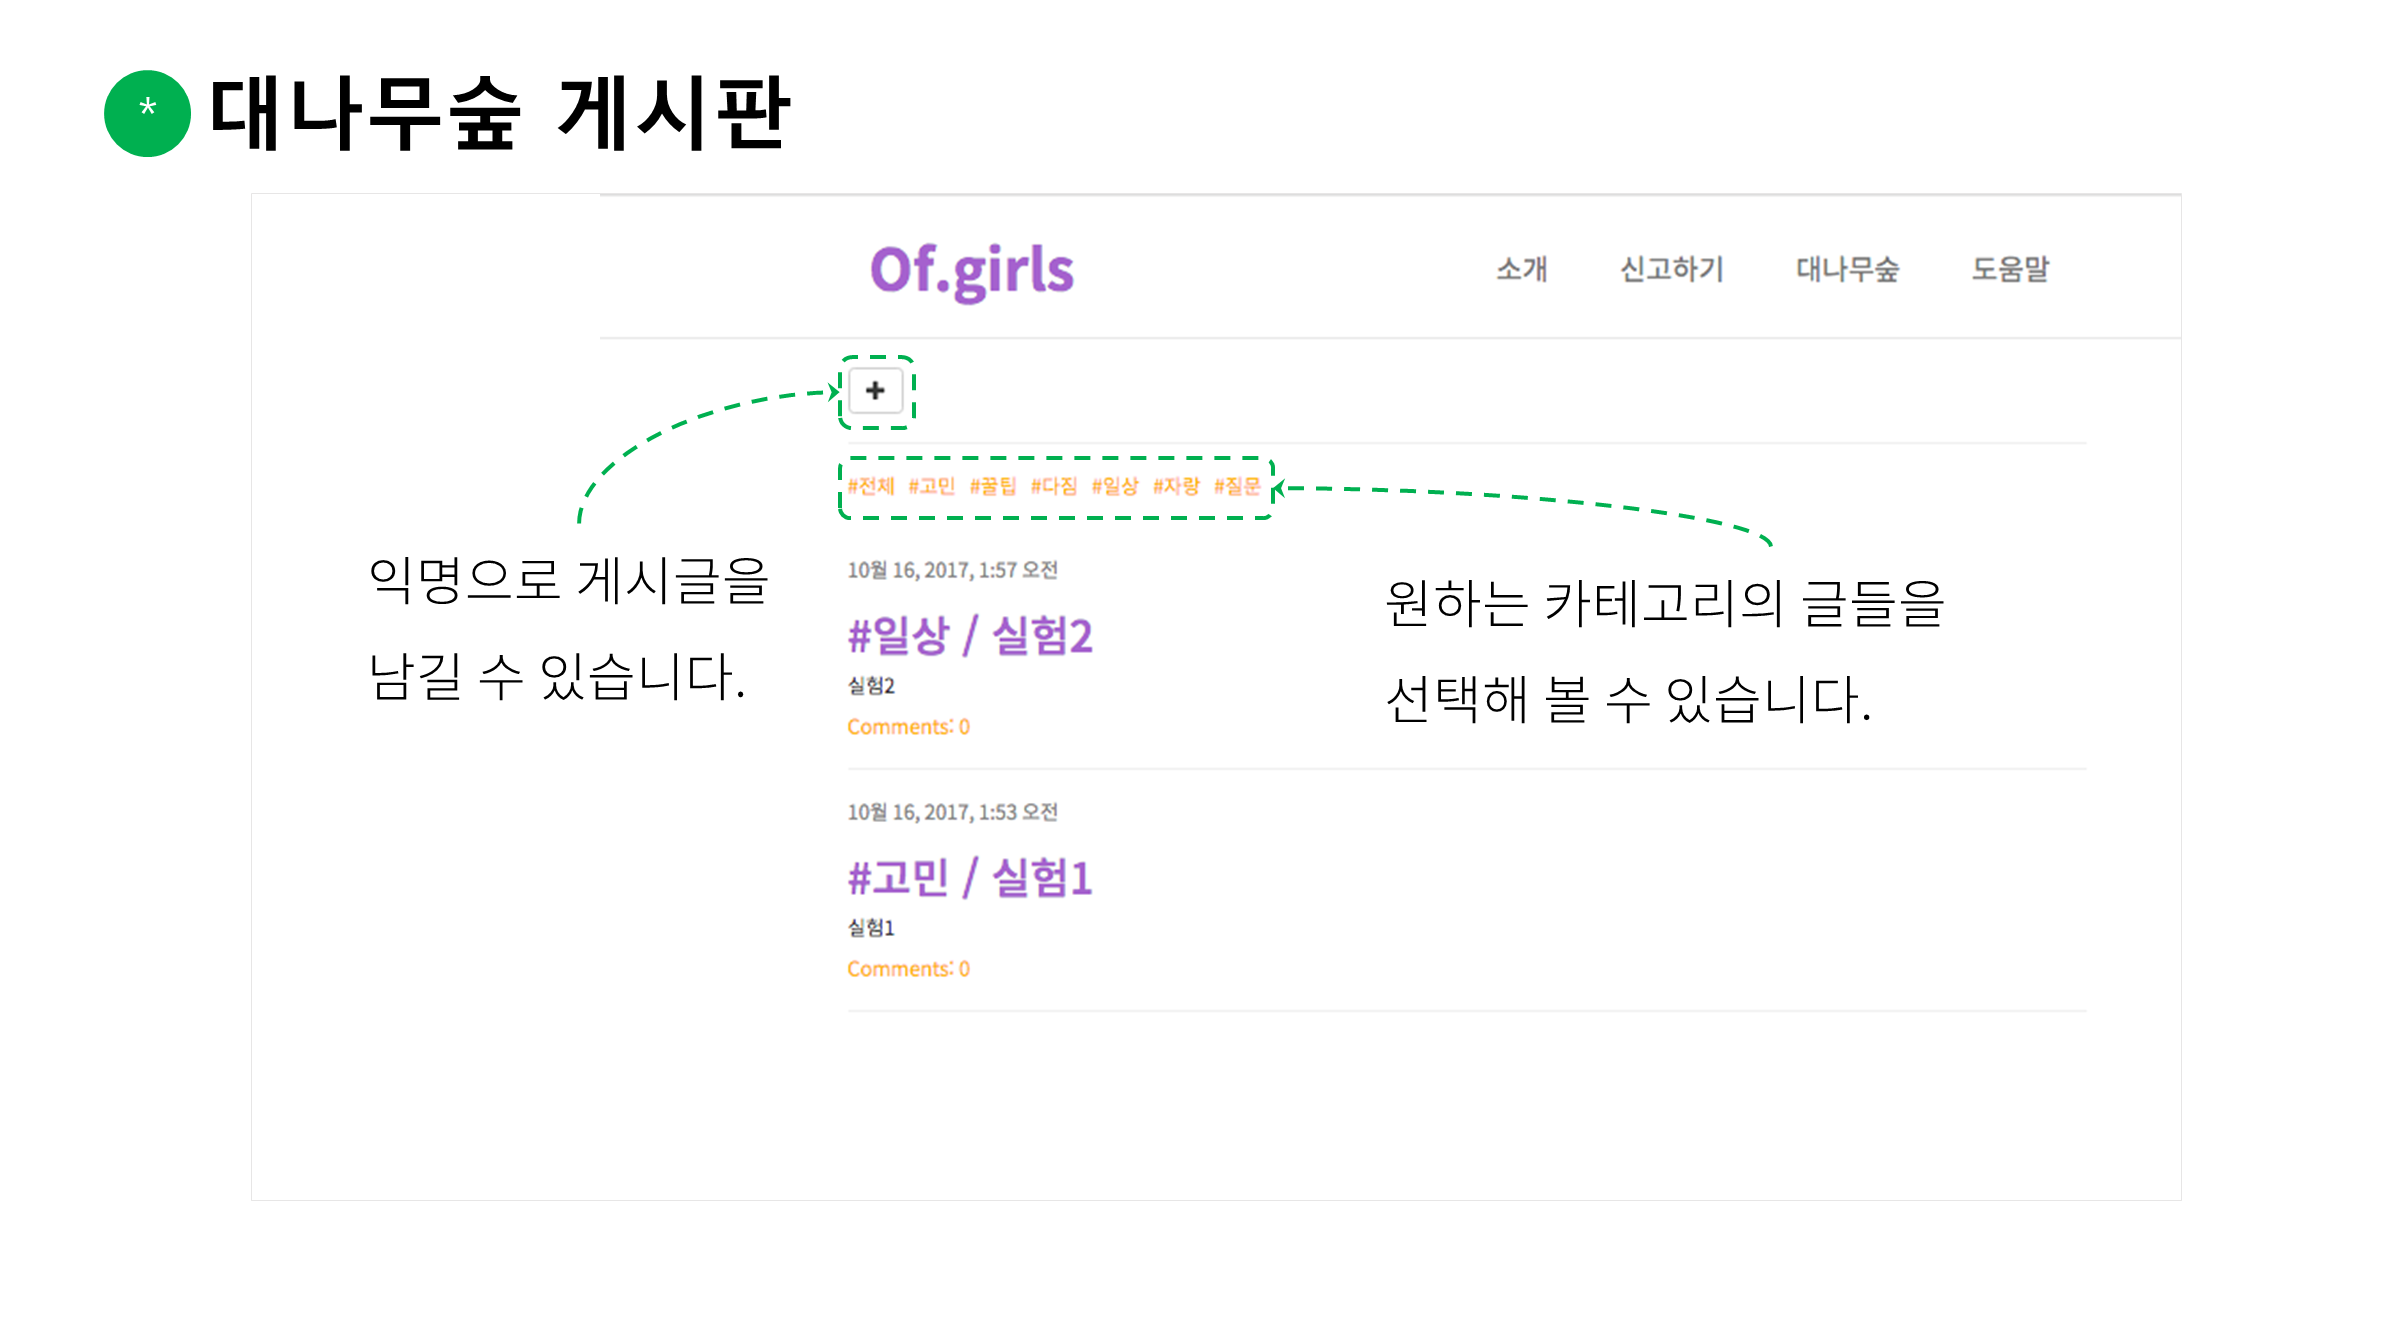 * 대나무숲 게시판
Of.girls
소개 신고하기 대나무숲 도움말
+
#전체 #고민 #꿀팁 #다짐 #일상 #자랑 #질문
익명으로 게시글을
남길 수 있습니다.
원하는 카테고리의 글들을
선택해 볼 수 있습니다.
10월 16, 2017, 1:57 오전
#일상 / 실험2
실험2
Comments: 0
10월 16, 2017, 1:53 오전
#고민 / 실험1
실험1
Comments: 0